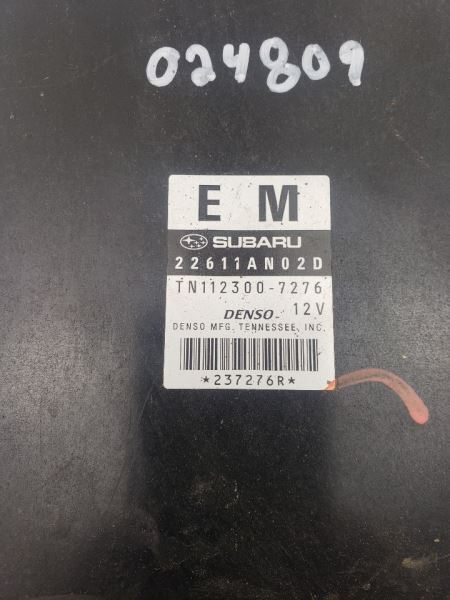 024809
E M
SUBARU
22611AN02D
TN112300-7276
DENSO 12V
DENSO MFG. TENNESSEE, INC.
*237276R*